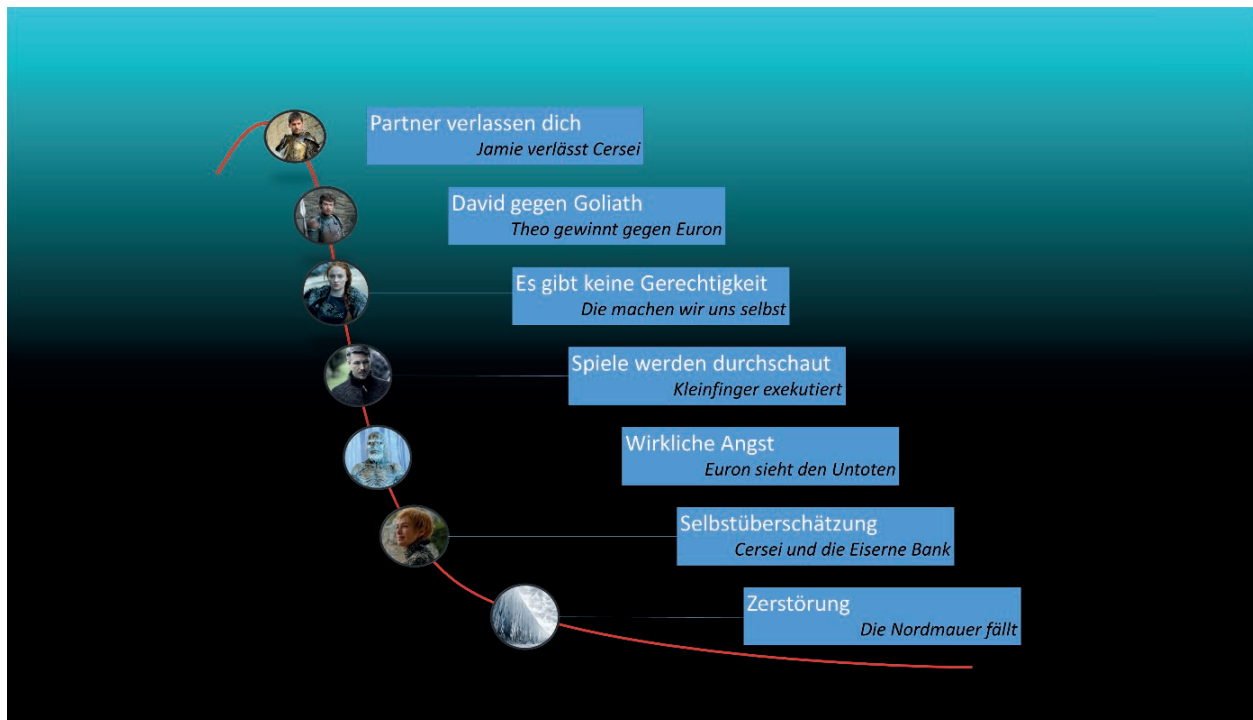 Partner verlassen dich
Jamie verlässt Cersei
David gegen Goliath
Theo gewinnt gegen Euron
Es gibt keine Gerechtigkeit
Die machen wir uns selbst
Spiele werden durchschaut
Kleinfinger exekutiert
Wirkliche Angst
Euron sieht den Untoten
Selbstüberschätzung
Cersei und die Eiserne Bank
Zerstörung
Die Nordmauer fällt